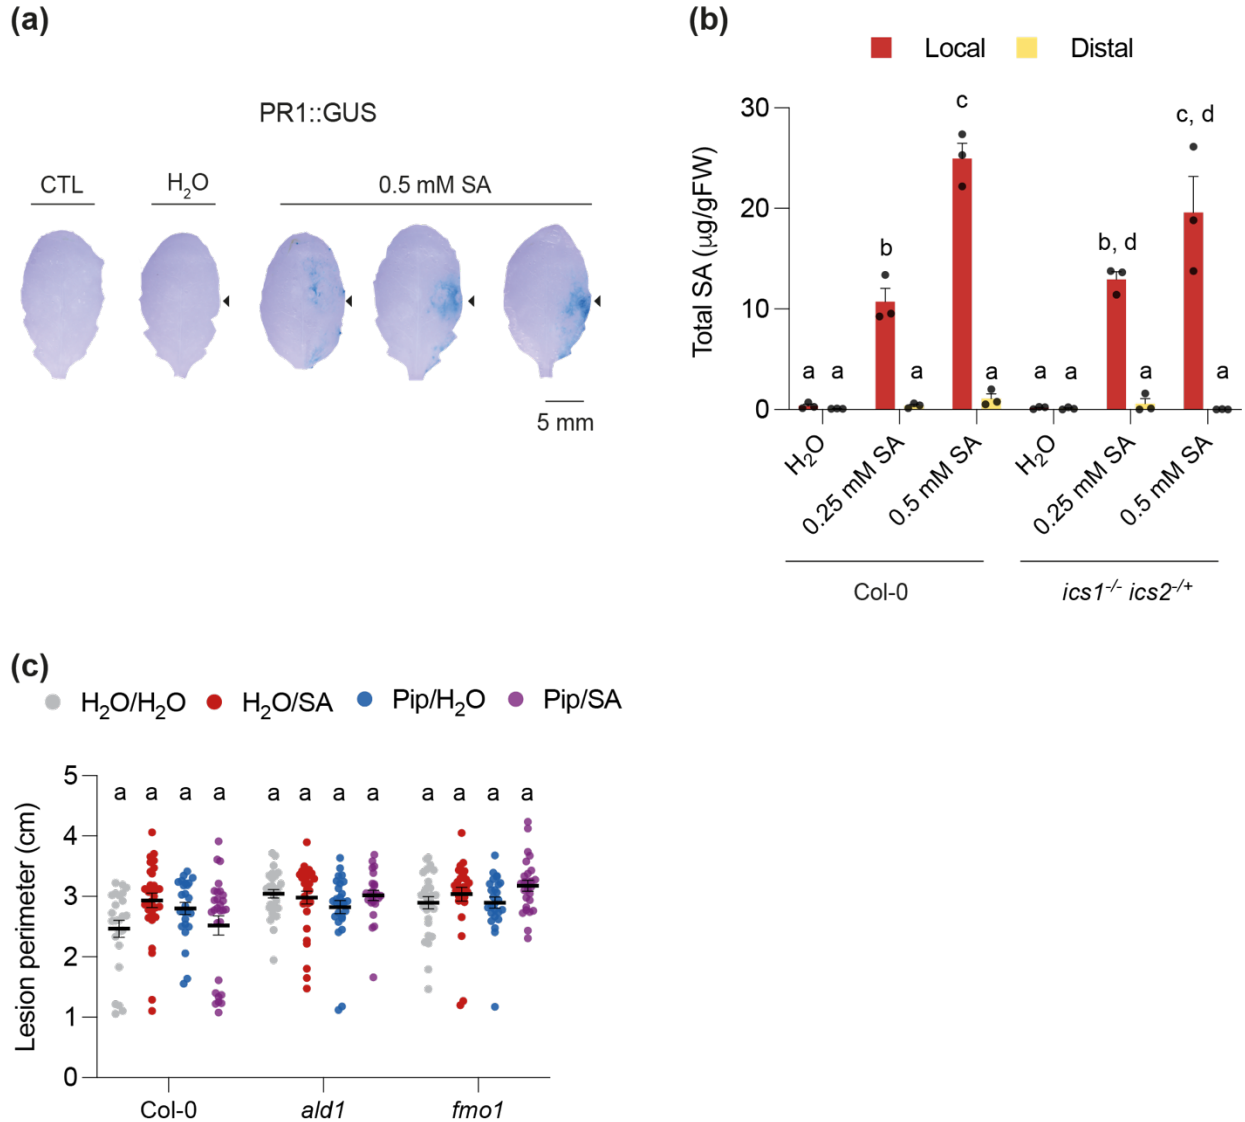 (a)
PR1::GUS
CTL
H₂O
0.5 mM SA
5 mm
(b)
Local
Distal
Total SA (µg/gFW)
30
20
10
0
a
a
b
a
c
a
a
a
b, d
a
c, d
a
H₂O
0.25 mM SA
0.5 mM SA
H₂O
0.25 mM SA
0.5 mM SA
Col-0
ics1⁻/⁻ ics2⁻/⁺
(c)
H₂O/H₂O
H₂O/SA
Pip/H₂O
Pip/SA
Lesion perimeter (cm)
5
4
3
2
1
0
a a a a a a a a a a a a
Col-0
ald1
fmo1